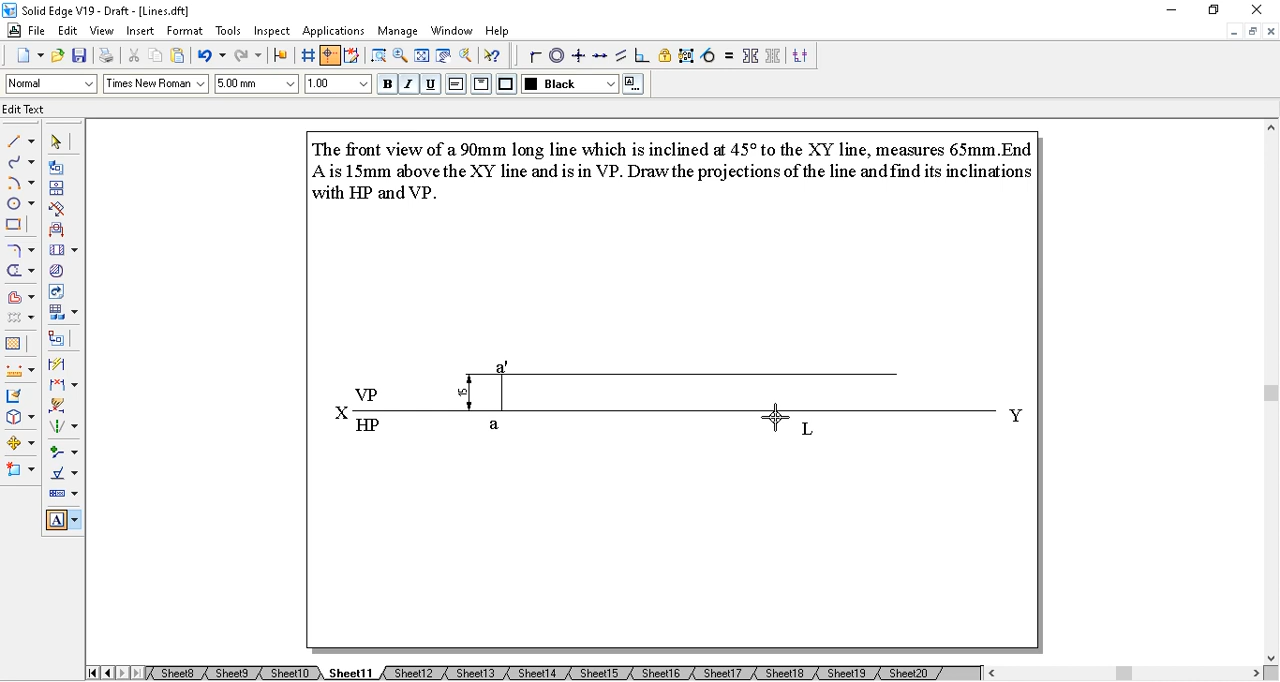 Solid Edge V19 - Draft - [Lines.dft]
File Edit View Insert Format Tools Inspect Applications Manage Window Help
Normal Times New Roman 5.00 mm 1.00 B I U Black A...
Edit Text
The front view of a 90mm long line which is inclined at 45° to the XY line, measures 65mm.End
A is 15mm above the XY line and is in VP. Draw the projections of the line and find its inclinations
with HP and VP.
a'
VP
X
HP
a
L
Y
A
Sheet8 Sheet9 Sheet10 Sheet11 Sheet12 Sheet13 Sheet14 Sheet15 Sheet16 Sheet17 Sheet18 Sheet19 Sheet20